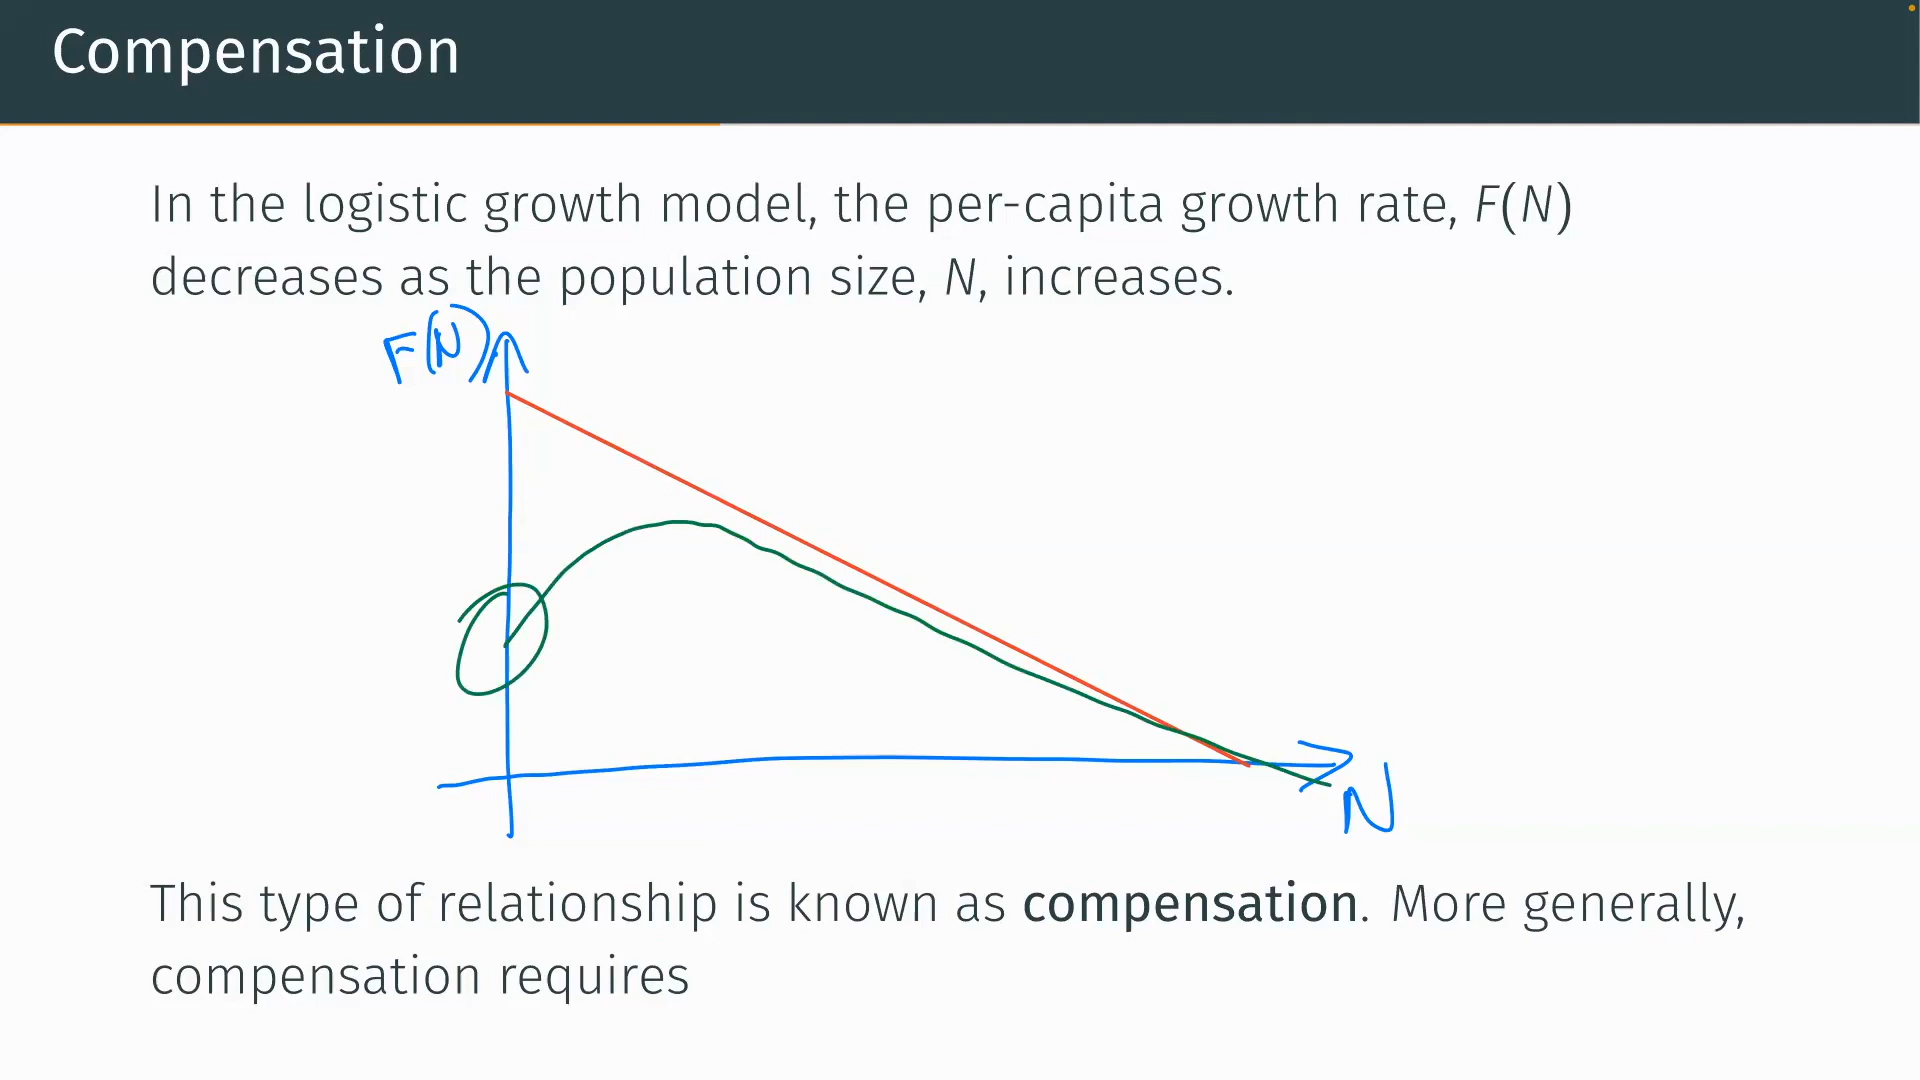 Compensation
In the logistic growth model, the per-capita growth rate, F(N)
decreases as the population size, N, increases.
F(N)
N
This type of relationship is known as compensation. More generally,
compensation requires